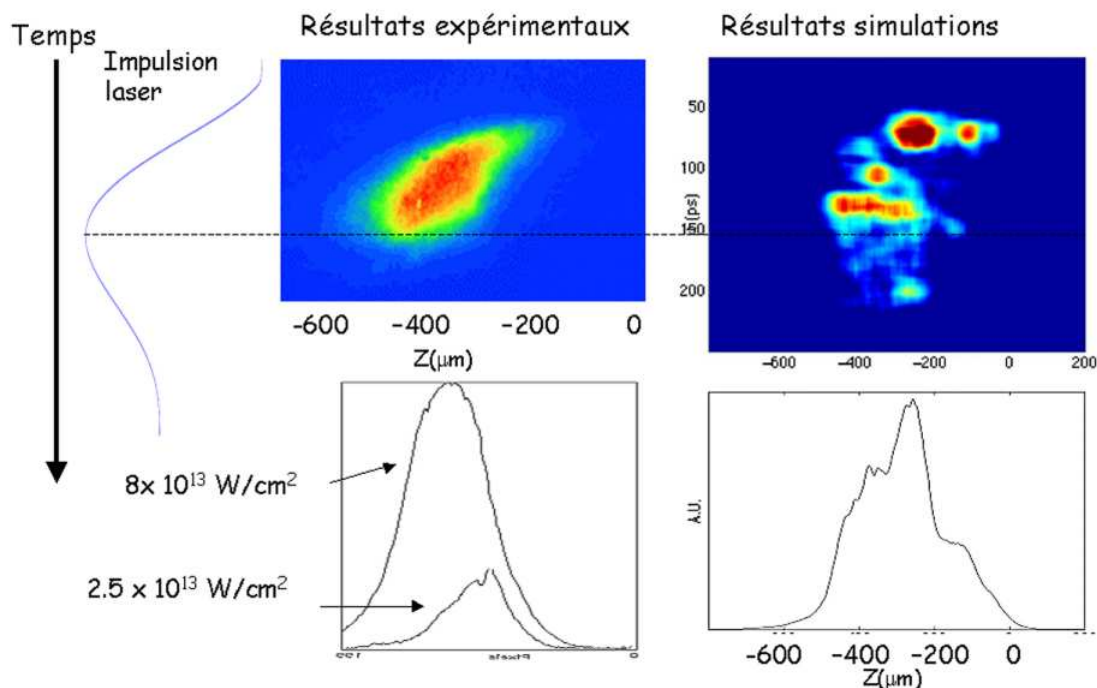 Temps
Résultats expérimentaux
Résultats simulations
Impulsion
laser
50
100
150
200
(ps)
-600 -400 -200 0
Z(μm)
-600 -400 -200 0 200
8x 10¹³ W/cm²
2.5 x 10¹³ W/cm²
A.U.
0
-600 -400 -200 0
Z(μm)